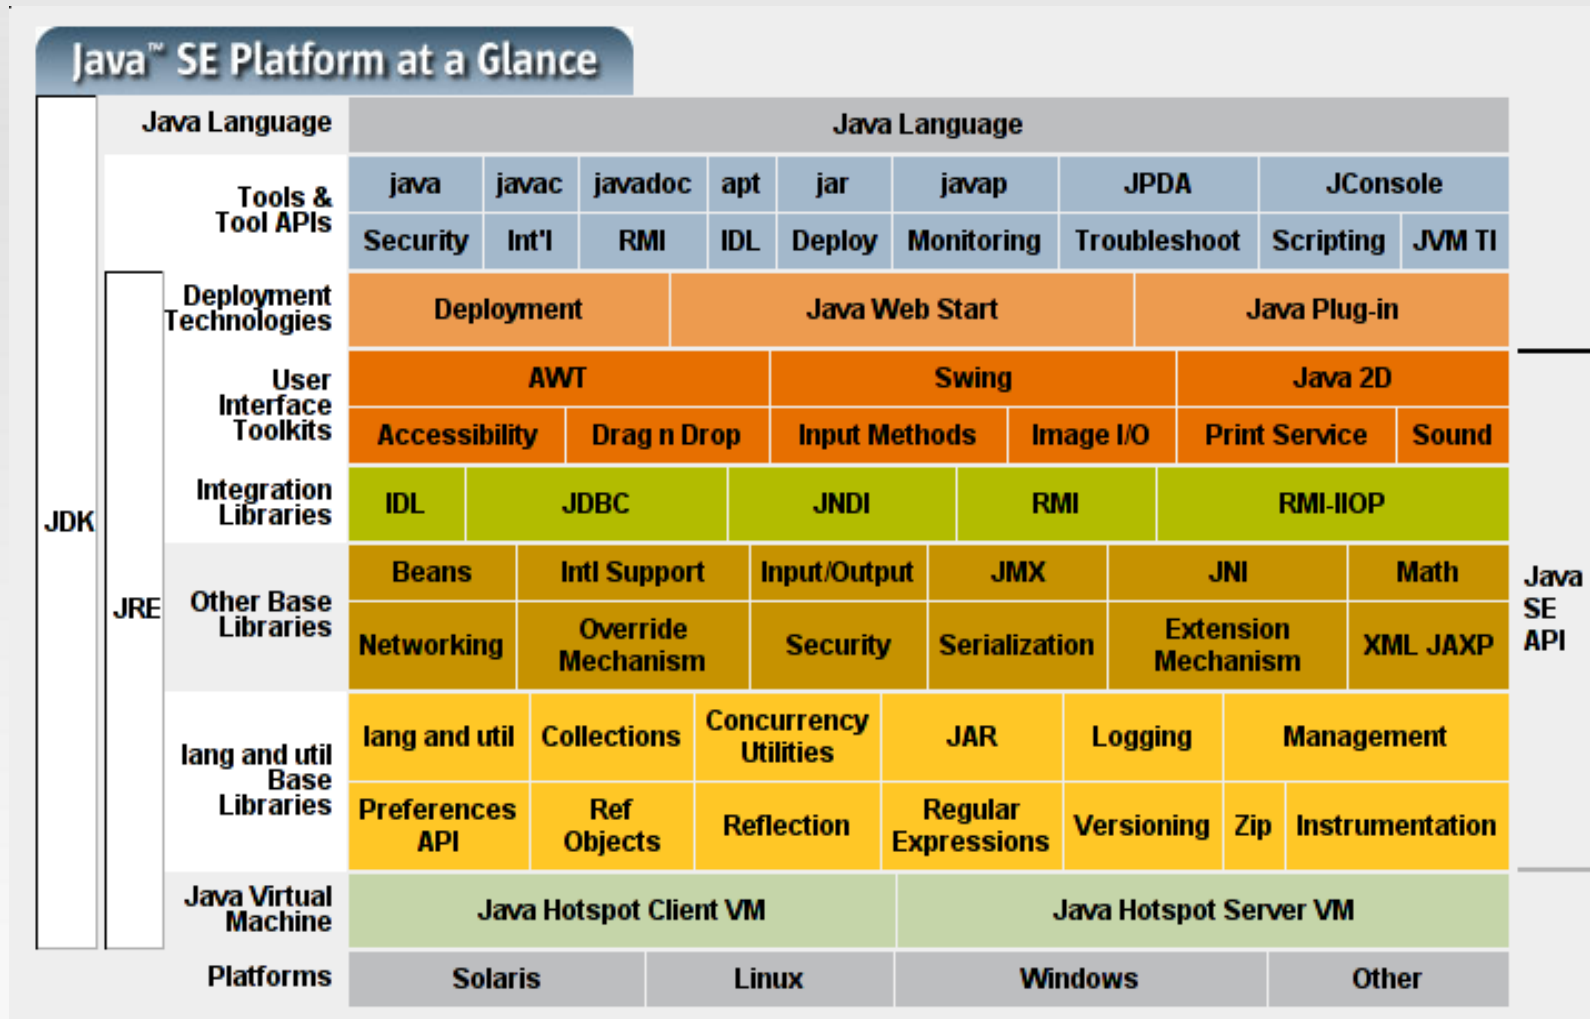 Java™ SE Platform at a Glance
Java Language
Java Language
Tools &
Tool APIs
java javac javadoc apt jar javap JPDA JConsole
Security Int'l RMI IDL Deploy Monitoring Troubleshoot Scripting JVM TI
Deployment
Technologies
Deployment Java Web Start Java Plug-in
User
Interface
Toolkits
AWT Swing Java 2D
Accessibility Drag n Drop Input Methods Image I/O Print Service Sound
Integration
Libraries
IDL JDBC JNDI RMI RMI-IIOP
JDK
JRE
Other Base
Libraries
Beans Intl Support Input/Output JMX JNI Math
Networking
Override
Mechanism
Security
Serialization
Extension
Mechanism
XML JAXP
Java
SE
API
lang and util
Base
Libraries
lang and util
Collections
Concurrency
Utilities
JAR
Logging
Management
Preferences
API
Ref
Objects
Reflection
Regular
Expressions
Versioning
Zip
Instrumentation
Java Virtual
Machine
Java Hotspot Client VM Java Hotspot Server VM
Platforms
Solaris Linux Windows Other